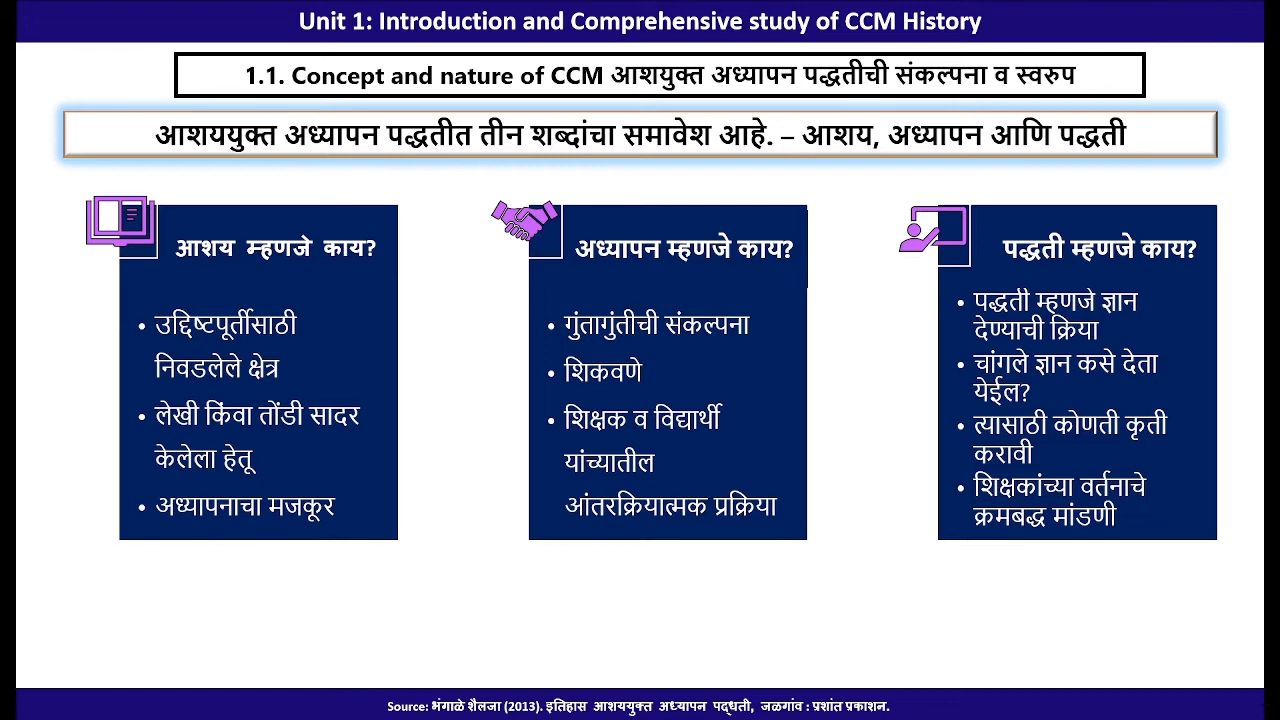 Unit 1: Introduction and Comprehensive study of CCM History
1.1. Concept and nature of CCM आशयुक्त अध्यापन पद्धतीची संकल्पना व स्वरुप
आशययुक्त अध्यापन पद्धतीत तीन शब्दांचा समावेश आहे. – आशय, अध्यापन आणि पद्धती
आशय म्हणजे काय?
• उद्दिष्टपूर्तीसाठी
निवडलेले क्षेत्र
• लेखी किंवा तोंडी सादर
केलेला हेतू
• अध्यापनाचा मजकूर
अध्यापन म्हणजे काय?
• गुंतागुंतीची संकल्पना
• शिकवणे
• शिक्षक व विद्यार्थी
यांच्यातील
आंतरक्रियात्मक प्रक्रिया
पद्धती म्हणजे काय?
• पद्धती म्हणजे ज्ञान
देण्याची क्रिया
• चांगले ज्ञान कसे देता
येईल?
• त्यासाठी कोणती कृती
करावी
• शिक्षकांच्या वर्तनाचे
क्रमबद्ध मांडणी
Source: भंगाळे शैलजा (2013). इतिहास आशययुक्त अध्यापन पद्धती, जळगांव : प्रशांत प्रकाशन.